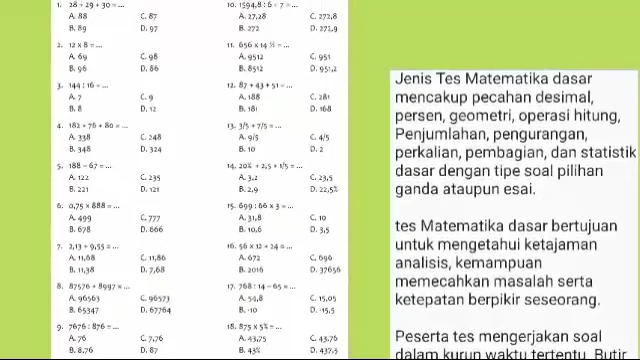 1. 28 + 29 + 30 = ...
A. 88 C. 87
B. 89 D. 97
2. 12 x 8 = ...
A. 69 C. 98
B. 96 D. 86
3. 144 : 16 = ...
A. 7 C. 9
B. 8 D. 12
4. 182 + 76 + 80 = ...
A. 338 C. 248
B. 348 D. 324
5. 188 – 67 = ...
A. 122 C. 235
B. 221 D. 121
6. 0,75 x 888 = ...
A. 499 C. 777
B. 678 D. 666
7. 2,13 + 9,55 = ...
A. 11,68 C. 11,86
B. 11,38 D. 7,68
8. 87576 + 8997 = ...
A. 96563 C. 96573
B. 65347 D. 67764
9. 7676 : 876 = ...
A. 76 C. 7,76
B. 8,76 D. 87
10. 1594,8 : 6 + 7 = ...
A. 27,28 C. 272,8
B. 272 D. 272,9
11. 656 x 14 ½ = ...
A. 9512 C. 951
B. 8512 D. 951,2
12. 87 + 43 + 51 = ...
A. 188 C. 281
B. 181 D. 168
13. 3/5 + 7/5 = ...
A. 9/5 C. 4/5
B. 10 D. 2
14. 20% + 2,5 + 1/5 = ...
A. 3,2 C. 23,5
B. 2,9 D. 22,5%
15. 699 : 66 x 3 = ...
A. 31,8 C. 10
B. 10,6 D. 3,5
16. 56 x 12 + 24 = ...
A. 672 C. 696
B. 2016 D. 37656
17. 768 : 14 – 65 = ...
A. 54,8 C. 15,05
B. -10 D. -15,5
18. 875 x 5% = ...
A. 43,75 C. 43,76
B. 43% D. 437,5
Jenis Tes Matematika dasar
mencakup pecahan desimal,
persen, geometri, operasi hitung,
Penjumlahan, pengurangan,
perkalian, pembagian, dan statistik
dasar dengan tipe soal pilihan
ganda ataupun esai.
tes Matematika dasar bertujuan
untuk mengetahui ketajaman
analisis, kemampuan
memecahkan masalah serta
ketepatan berpikir seseorang.
Peserta tes mengerjakan soal
dalam kurun waktu tertentu. Butir